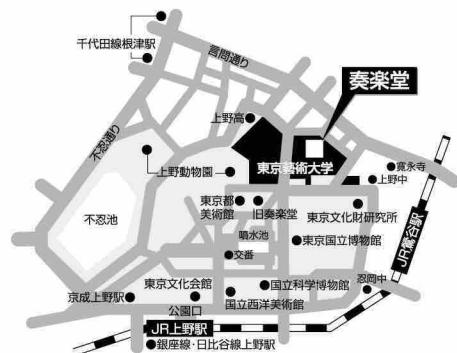 千代田線根津駅
言問通り
奏楽堂
不忍通り
上野高
上野動物園
東京藝術大学
寛永寺
上野中
東京都
美術館
旧奏楽堂
東京文化財研究所
不忍池
噴水池
東京国立博物館
JR鶯谷駅
交番
東京文化会館
国立科学博物館
忍岡中
京成上野駅
公園口
国立西洋美術館
JR上野駅
銀座線・日比谷線上野駅